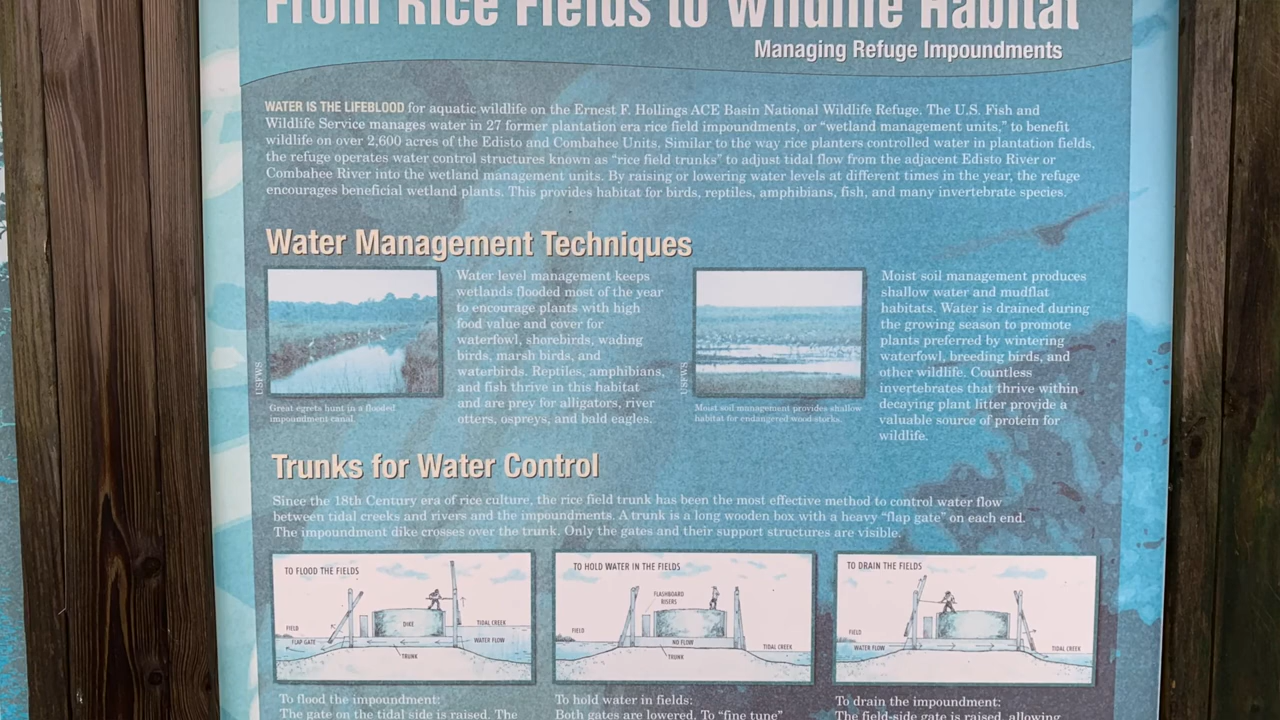 From Rice Fields to Wildlife Habitat
Managing Refuge Impoundments
WATER IS THE LIFEBLOOD for aquatic wildlife on the Ernest F. Hollings ACE Basin National Wildlife Refuge. The U.S. Fish and
Wildlife Service manages water in 27 former plantation era rice field impoundments, or “wetland management units,” to benefit
wildlife on over 2,600 acres of the Edisto and Combahee Units. Similar to the way rice planters controlled water in plantation fields,
the refuge operates water control structures known as “rice field trunks” to adjust tidal flow from the adjacent Edisto River or
Combahee River into the wetland management units. By raising or lowering water levels at different times in the year, the refuge
encourages beneficial wetland plants. This provides habitat for birds, reptiles, amphibians, fish, and many invertebrate species.
Water Management Techniques
USFWS
Great egrets hunt in a flooded
impoundment canal.
Water level management keeps
wetlands flooded most of the year
to encourage plants with high
food value and cover for
waterfowl, shorebirds, wading
birds, marsh birds, and
waterbirds. Reptiles, amphibians,
and fish thrive in this habitat
and are prey for alligators, river
otters, ospreys, and bald eagles.
USFWS
Moist soil management provides shallow
habitat for endangered wood storks.
Moist soil management produces
shallow water and mudflat
habitats. Water is drained during
the growing season to promote
plants preferred by wintering
waterfowl, breeding birds, and
other wildlife. Countless
invertebrates that thrive within
decaying plant litter provide a
valuable source of protein for
wildlife.
Trunks for Water Control
Since the 18th Century era of rice culture, the rice field trunk has been the most effective method to control water flow
between tidal creeks and rivers and the impoundments. A trunk is a long wooden box with a heavy “flap gate” on each end.
The impoundment dike crosses over the trunk. Only the gates and their support structures are visible.
TO FLOOD THE FIELDS
FIELD
FLAP GATE
DIKE
TRUNK
TIDAL CREEK
WATER FLOW
TO HOLD WATER IN THE FIELDS
FLASHBOARD
RISERS
FIELD
NO FLOW
TRUNK
TIDAL CREEK
TO DRAIN THE FIELDS
FIELD
WATER FLOW
TIDAL CREEK
To flood the impoundment:
The gate on the tidal side is raised. The
To hold water in fields:
Both gates are lowered. To “fine tune”
To drain the impoundment:
The field-side gate is raised, allowing